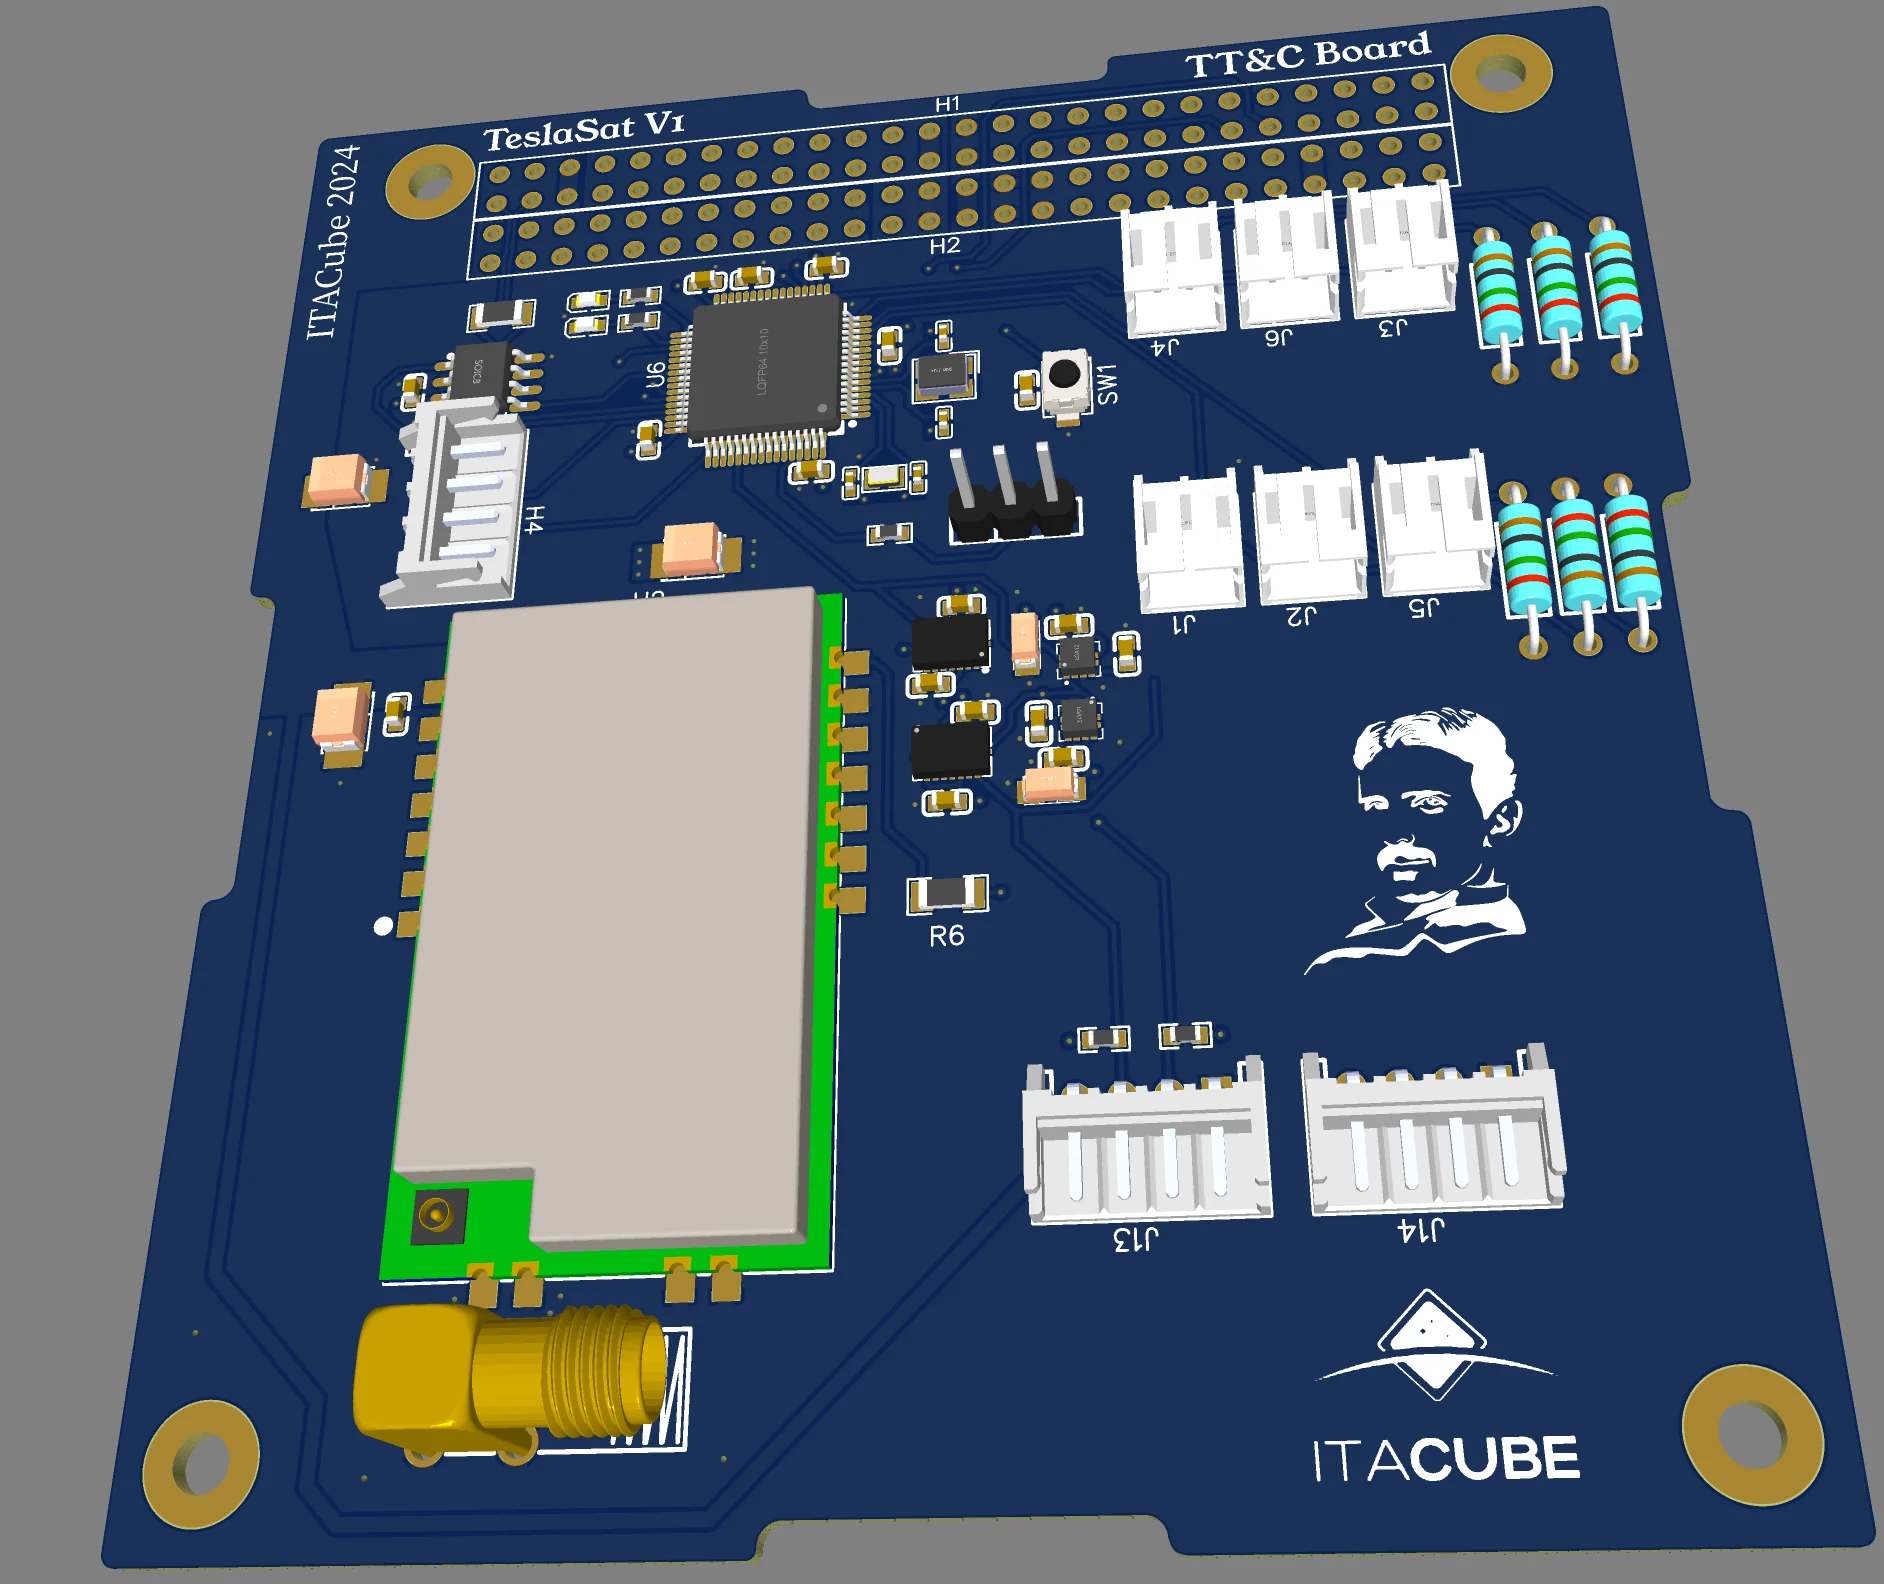 TT&C Board
TeslaSat V1
H1
ITACube 2024
H2
J4
J6
J3
U6
LQFP64 10x10
SOIC8
SW1
H4
J1
J2
J5
R6
J13
J14
ITACUBE